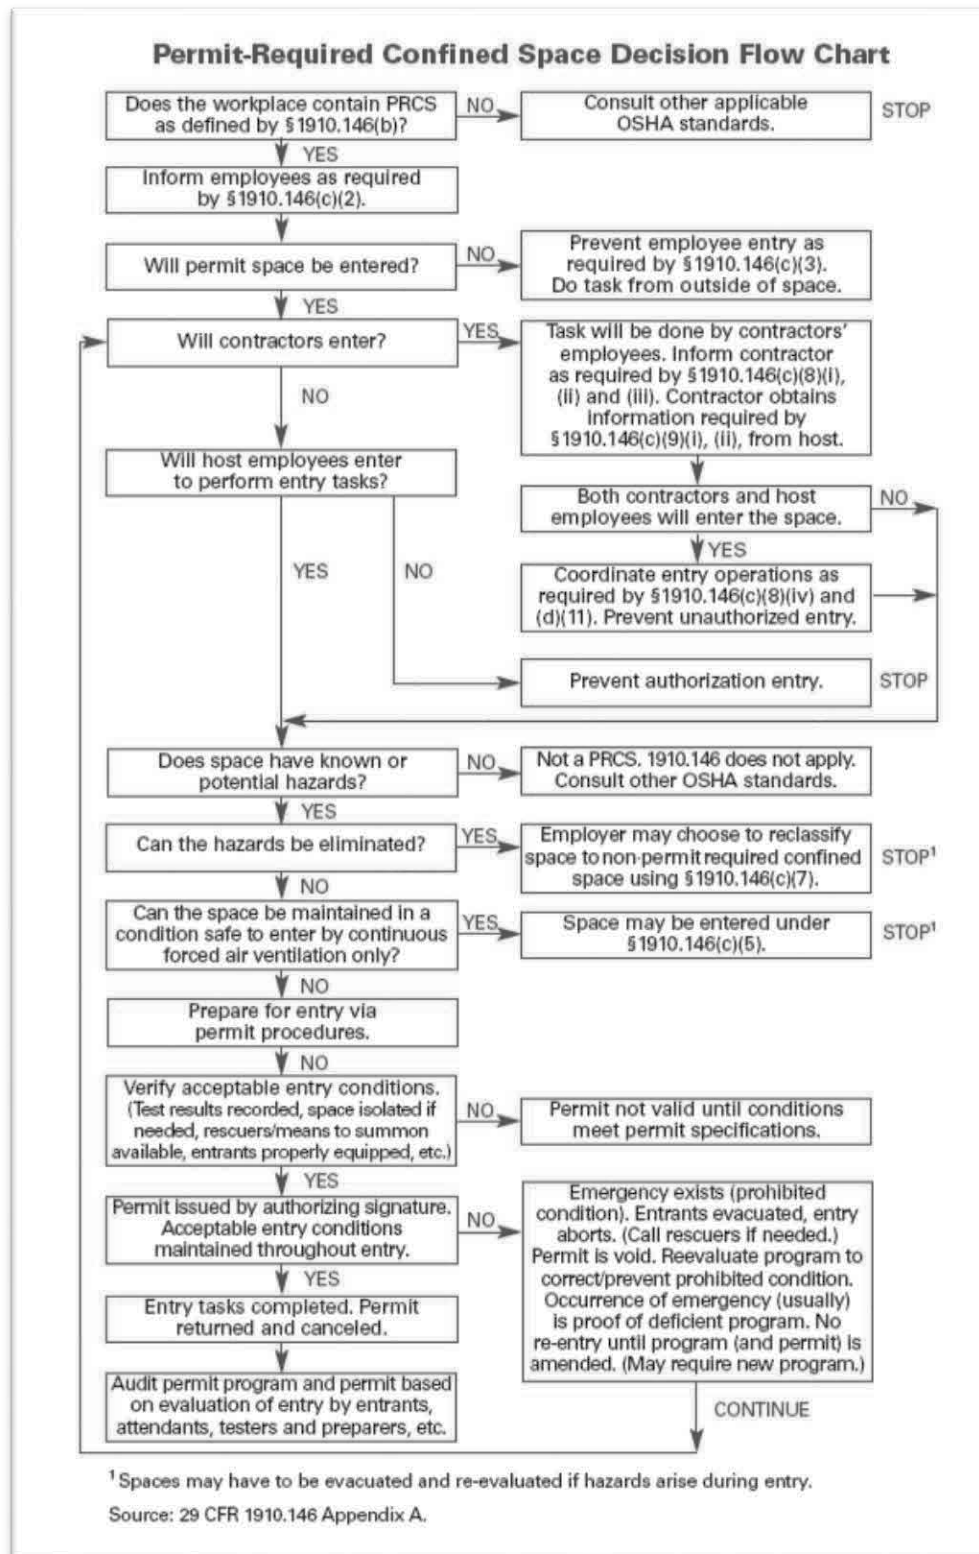 Permit-Required Confined Space Decision Flow Chart
Does the workplace contain PRCS
as defined by §1910.146(b)?
NO
Consult other applicable
OSHA standards.
STOP
YES
Inform employees as required
by §1910.146(c)(2).
Will permit space be entered?
NO
Prevent employee entry as
required by §1910.146(c)(3).
Do task from outside of space.
YES
Will contractors enter?
YES
Task will be done by contractors'
employees. Inform contractor
as required by §1910.146(c)(8)(i),
(ii) and (iii). Contractor obtains
information required by
§1910.146(c)(9)(i), (ii), from host.
NO
Will host employees enter
to perform entry tasks?
Both contractors and host
employees will enter the space.
NO
YES
YES
NO
Coordinate entry operations as
required by §1910.146(c)(8)(iv) and
(d)(11). Prevent unauthorized entry.
Prevent authorization entry.
STOP
Does space have known or
potential hazards?
NO
Not a PRCS. 1910.146 does not apply.
Consult other OSHA standards.
YES
Can the hazards be eliminated?
YES
Employer may choose to reclassify
space to non-permit required confined
space using §1910.146(c)(7).
STOP¹
NO
Can the space be maintained in a
condition safe to enter by continuous
forced air ventilation only?
YES
Space may be entered under
§1910.146(c)(5).
STOP¹
NO
Prepare for entry via
permit procedures.
NO
Verify acceptable entry conditions.
(Test results recorded, space isolated if
needed, rescuers/means to summon
available, entrants properly equipped, etc.)
NO
Permit not valid until conditions
meet permit specifications.
YES
Permit issued by authorizing signature.
Acceptable entry conditions
maintained throughout entry.
NO
Emergency exists (prohibited
condition). Entrants evacuated, entry
aborts. (Call rescuers if needed.)
Permit is void. Reevaluate program to
correct/prevent prohibited condition.
Occurrence of emergency (usually)
is proof of deficient program. No
re-entry until program (and permit) is
amended. (May require new program.)
YES
Entry tasks completed. Permit
returned and canceled.
Audit permit program and permit based
on evaluation of entry by entrants,
attendants, testers and preparers, etc.
CONTINUE
¹ Spaces may have to be evacuated and re-evaluated if hazards arise during entry.
Source: 29 CFR 1910.146 Appendix A.